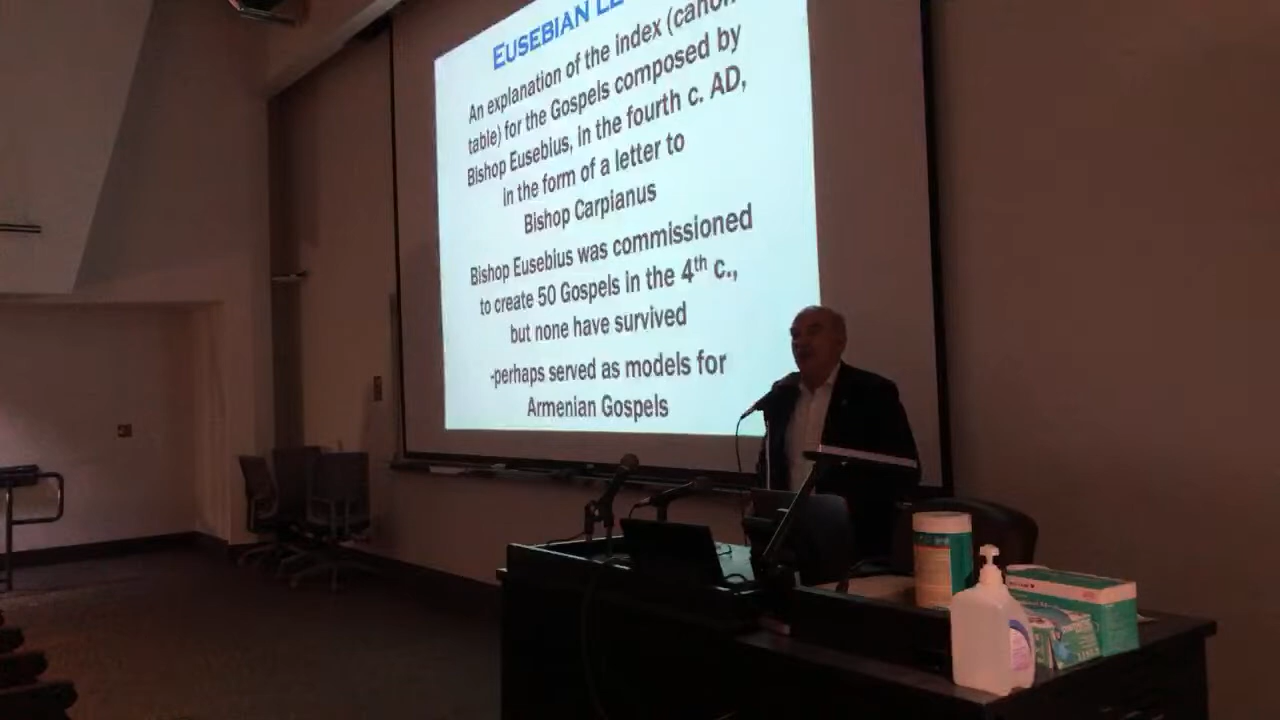 EUSEBIAN
An explanation of the index (canon
table) for the Gospels composed by
Bishop Eusebius, in the fourth c. AD,
in the form of a letter to
Bishop Carpianus
Bishop Eusebius was commissioned
to create 50 Gospels in the 4th c.,
but none have survived
-perhaps served as models for
Armenian Gospels